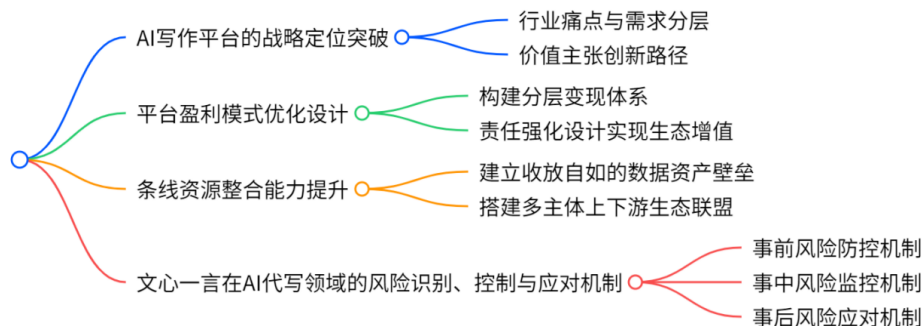 AI写作平台的战略定位突破
行业痛点与需求分层
价值主张创新路径
平台盈利模式优化设计
构建分层变现体系
责任强化设计实现生态增值
条线资源整合能力提升
建立收放自如的数据资产壁垒
搭建多主体上下游生态联盟
文心一言在AI代写领域的风险识别、控制与应对机制
事前风险防控机制
事中风险监控机制
事后风险应对机制